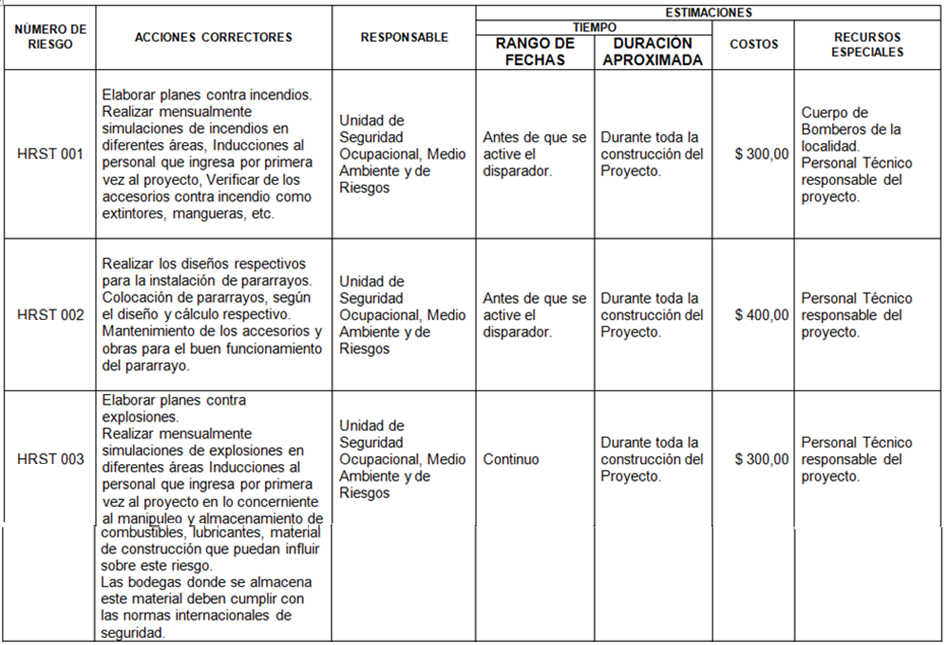 NÚMERO DE
RIESGO
ACCIONES CORRECTORES
RESPONSABLE
ESTIMACIONES
TIEMPO
RANGO DE
FECHAS
DURACIÓN
APROXIMADA
COSTOS
RECURSOS
ESPECIALES
HRST 001
Elaborar planes contra incendios.
Realizar mensualmente
simulaciones de incendios en
diferentes áreas, Inducciones al
personal que ingresa por primera
vez al proyecto, Verificar de los
accesorios contra incendio como
extintores, mangueras, etc.
Unidad de
Seguridad
Ocupacional, Medio
Ambiente y de
Riesgos
Antes de que se
active el
disparador.
Durante toda la
construcción del
Proyecto.
$ 300,00
Cuerpo de
Bomberos de la
localidad.
Personal Técnico
responsable del
proyecto.
HRST 002
Realizar los diseños respectivos
para la instalación de pararrayos.
Colocación de pararrayos, según
el diseño y cálculo respectivo.
Mantenimiento de los accesorios y
obras para el buen funcionamiento
del pararrayo.
Unidad de
Seguridad
Ocupacional, Medio
Ambiente y de
Riesgos
Antes de que se
active el
disparador.
Durante toda la
construcción del
Proyecto.
$ 400,00
Personal Técnico
responsable del
proyecto.
HRST 003
Elaborar planes contra
explosiones.
Realizar mensualmente
simulaciones de explosiones en
diferentes áreas Inducciones al
personal que ingresa por primera
vez al proyecto en lo concerniente
al manipuleo y almacenamiento de
combustibles, lubricantes, material
de construcción que puedan influir
sobre este riesgo.
Las bodegas donde se almacena
este material deben cumplir con
las normas internacionales de
seguridad.
Unidad de
Seguridad
Ocupacional, Medio
Ambiente y de
Riesgos
Continuo
Durante toda la
construcción del
Proyecto.
$ 300,00
Personal Técnico
responsable del
proyecto.